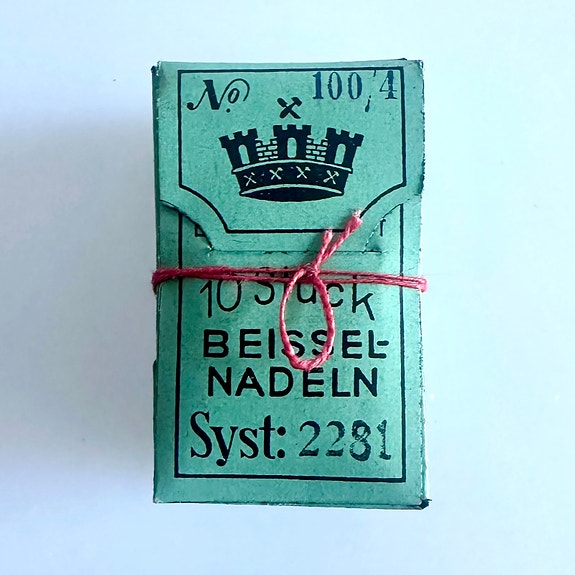 No 100,4
10 Stück
BEISSEL-
NADELN
Syst: 2281